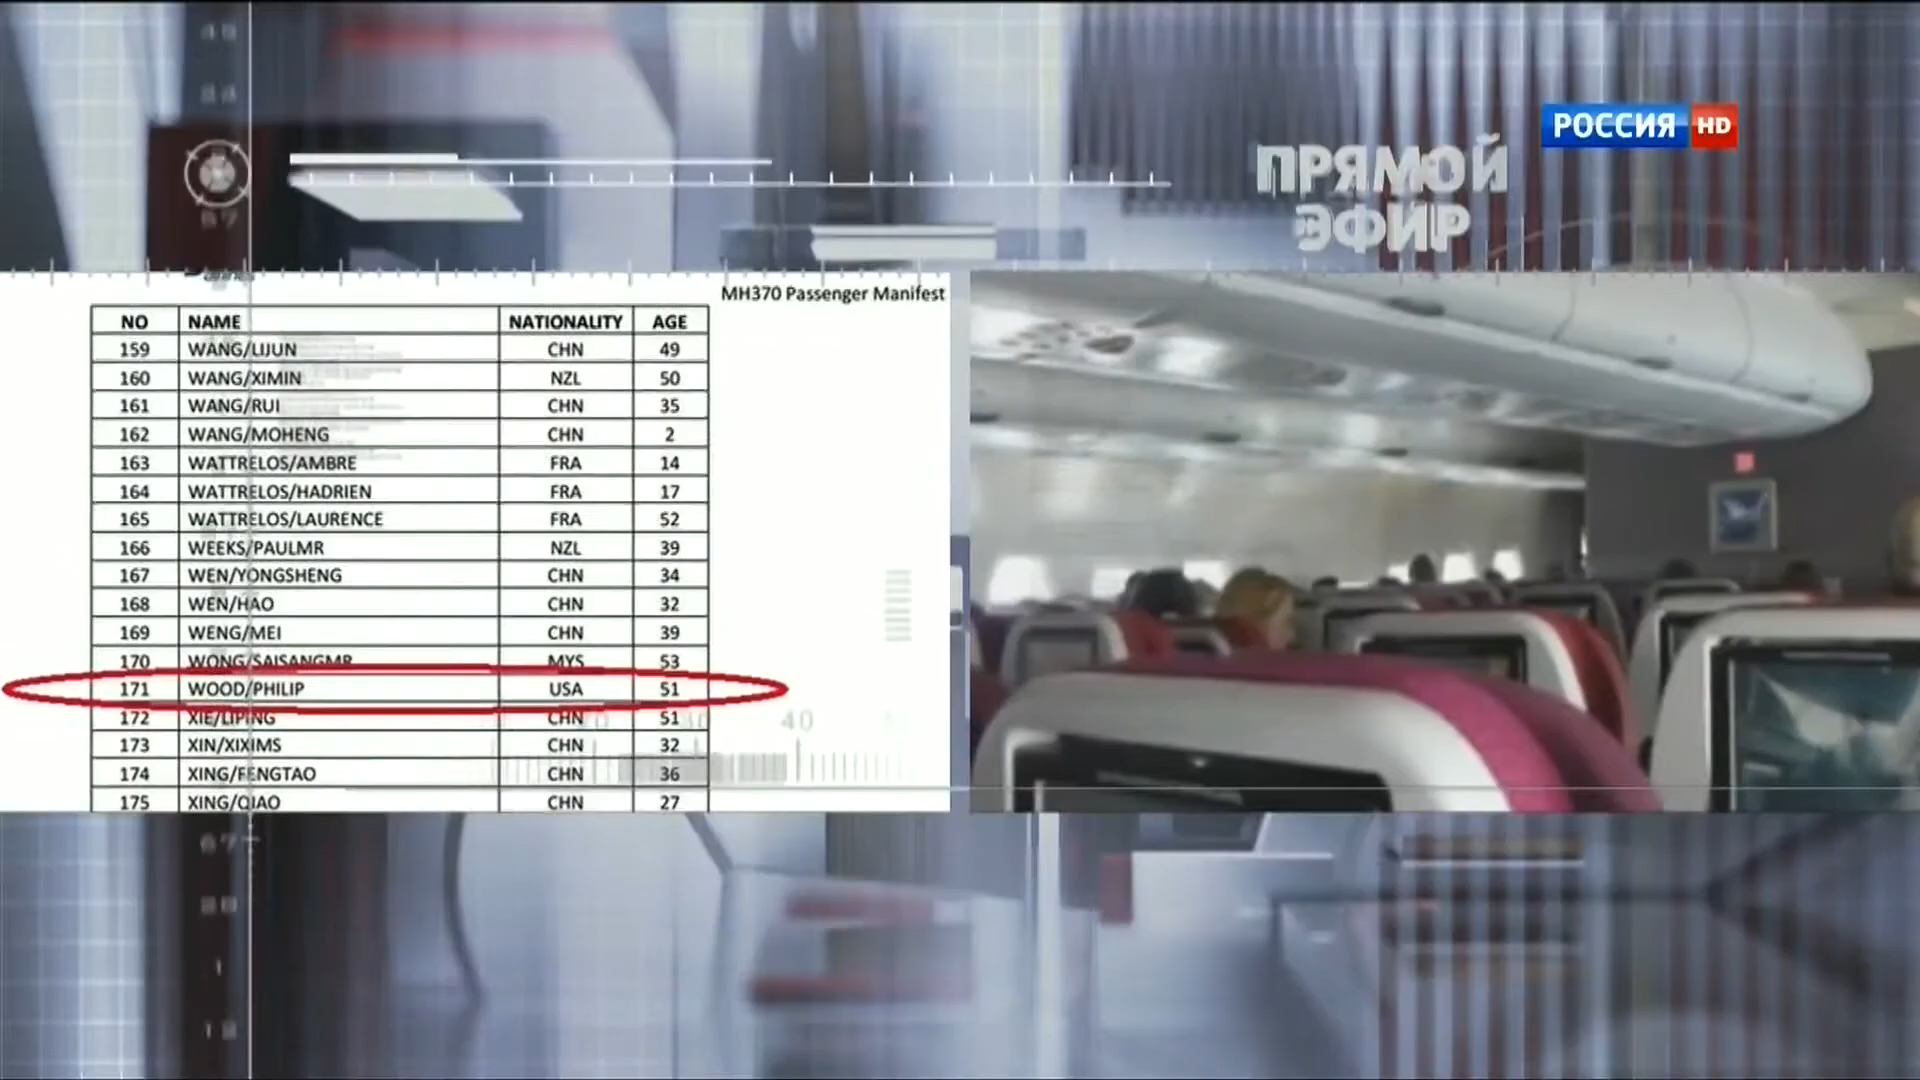 РОССИЯ HD
ПРЯМОЙ
ЭФИР
MH370 Passenger Manifest
NO NAME NATIONALITY AGE
159 WANG/LIJUN CHN 49
160 WANG/XIMIN NZL 50
161 WANG/RUI CHN 35
162 WANG/MOHENG CHN 2
163 WATTRELOS/AMBRE FRA 14
164 WATTRELOS/HADRIEN FRA 17
165 WATTRELOS/LAURENCE FRA 52
166 WEEKS/PAULMR NZL 39
167 WEN/YONGSHENG CHN 34
168 WEN/HAO CHN 32
169 WENG/MEI CHN 39
170 WONG/SAISANGMR MYS 53
171 WOOD/PHILIP USA 51
172 XIE/LIPING CHN 51
173 XIN/XIXIMS CHN 32
174 XING/FENGTAO CHN 36
175 XING/QIAO CHN 27
40